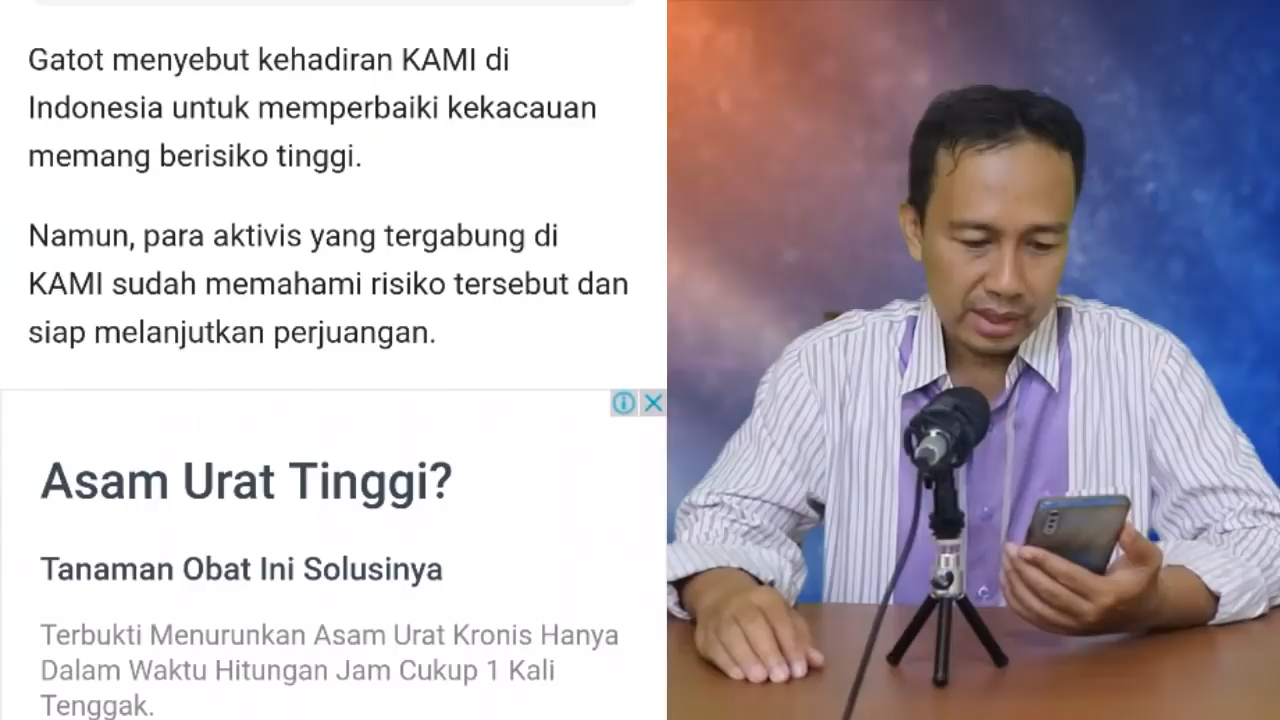 Gatot menyebut kehadiran KAMI di
Indonesia untuk memperbaiki kekacauan
memang berisiko tinggi.
Namun, para aktivis yang tergabung di
KAMI sudah memahami risiko tersebut dan
siap melanjutkan perjuangan.
Asam Urat Tinggi?
Tanaman Obat Ini Solusinya
Terbukti Menurunkan Asam Urat Kronis Hanya
Dalam Waktu Hitungan Jam Cukup 1 Kali
Tenggak.